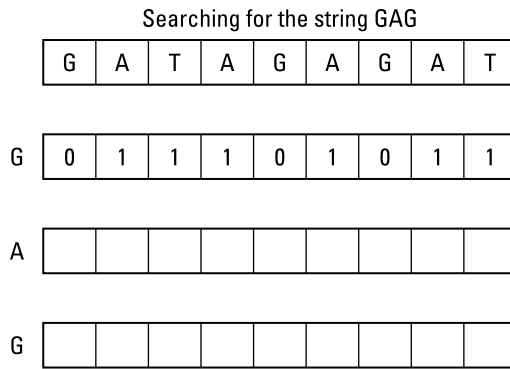 Searching for the string GAG
G A T A G A G A T
G 0 1 1 1 0 1 0 1 1
A
G